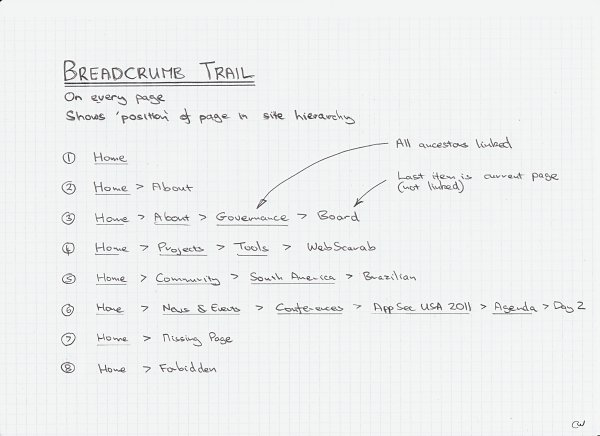 BREADCRUMB TRAIL
On every page
Shows 'position' of page in site hierarchy
All ancestors linked
Last item is current page
(not linked)
① Home
② Home > About
③ Home > About > Governance > Board
④ Home > Projects > Tools > WebScarab
⑤ Home > Community > South America > Brazilian
⑥ Home > News & Events > Conferences > AppSec USA 2011 > Agenda > Day 2
⑦ Home > Missing Page
⑧ Home > Forbidden
CW